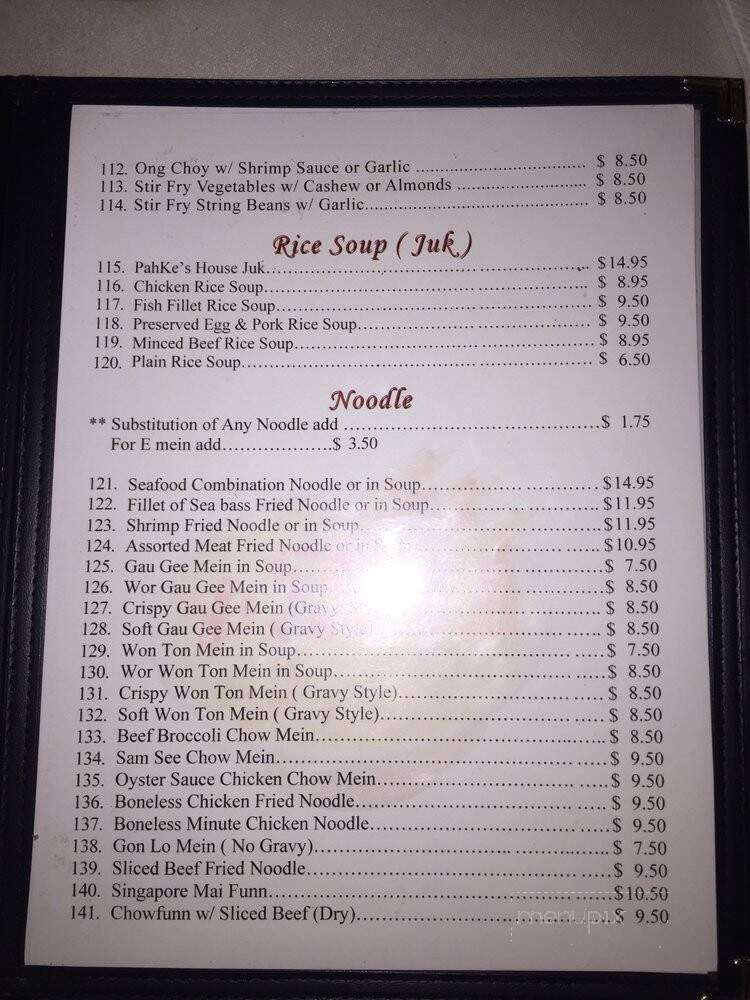 112. Ong Choy w/ Shrimp Sauce or Garlic ................................ $ 8.50
113. Stir Fry Vegetables w/ Cashew or Almonds ........................ $ 8.50
114. Stir Fry String Beans w/ Garlic.......................................... $ 8.50
Rice Soup ( Juk )
115. PahKe's House Juk............................................................ $14.95
116. Chicken Rice Soup............................................................ $ 8.95
117. Fish Fillet Rice Soup......................................................... $ 9.50
118. Preserved Egg & Pork Rice Soup........................................ $ 9.50
119. Minced Beef Rice Soup..................................................... $ 8.95
120. Plain Rice Soup................................................................ $ 6.50
Noodle
** Substitution of Any Noodle add ............................................$ 1.75
For E mein add..................$ 3.50
121. Seafood Combination Noodle or in Soup.............................. $14.95
122. Fillet of Sea bass Fried Noodle or in Soup............................ $11.95
123. Shrimp Fried Noodle or in Soup.......................................... $11.95
124. Assorted Meat Fried Noodle or in ....................................... $10.95
125. Gau Gee Mein in Soup...................................................... $ 7.50
126. Wor Gau Gee Mein in Soup................................................ $ 8.50
127. Crispy Gau Gee Mein (Gravy ............................................. $ 8.50
128. Soft Gau Gee Mein ( Gravy Style)....................................... $ 8.50
129. Won Ton Mein in Soup...................................................... $ 7.50
130. Wor Won Ton Mein in Soup................................................ $ 8.50
131. Crispy Won Ton Mein ( Gravy Style).................................... $ 8.50
132. Soft Won Ton Mein ( Gravy Style)....................................... $ 8.50
133. Beef Broccoli Chow Mein................................................... $ 8.50
134. Sam See Chow Mein......................................................... $ 9.50
135. Oyster Sauce Chicken Chow Mein....................................... $ 9.50
136. Boneless Chicken Fried Noodle........................................... $ 9.50
137. Boneless Minute Chicken Noodle........................................ $ 9.50
138. Gon Lo Mein ( No Gravy)................................................... $ 7.50
139. Sliced Beef Fried Noodle................................................... $ 9.50
140. Singapore Mai Funn.......................................................... $10.50
141. Chowfunn w/ Sliced Beef (Dry)........................................... $ 9.50
menupix